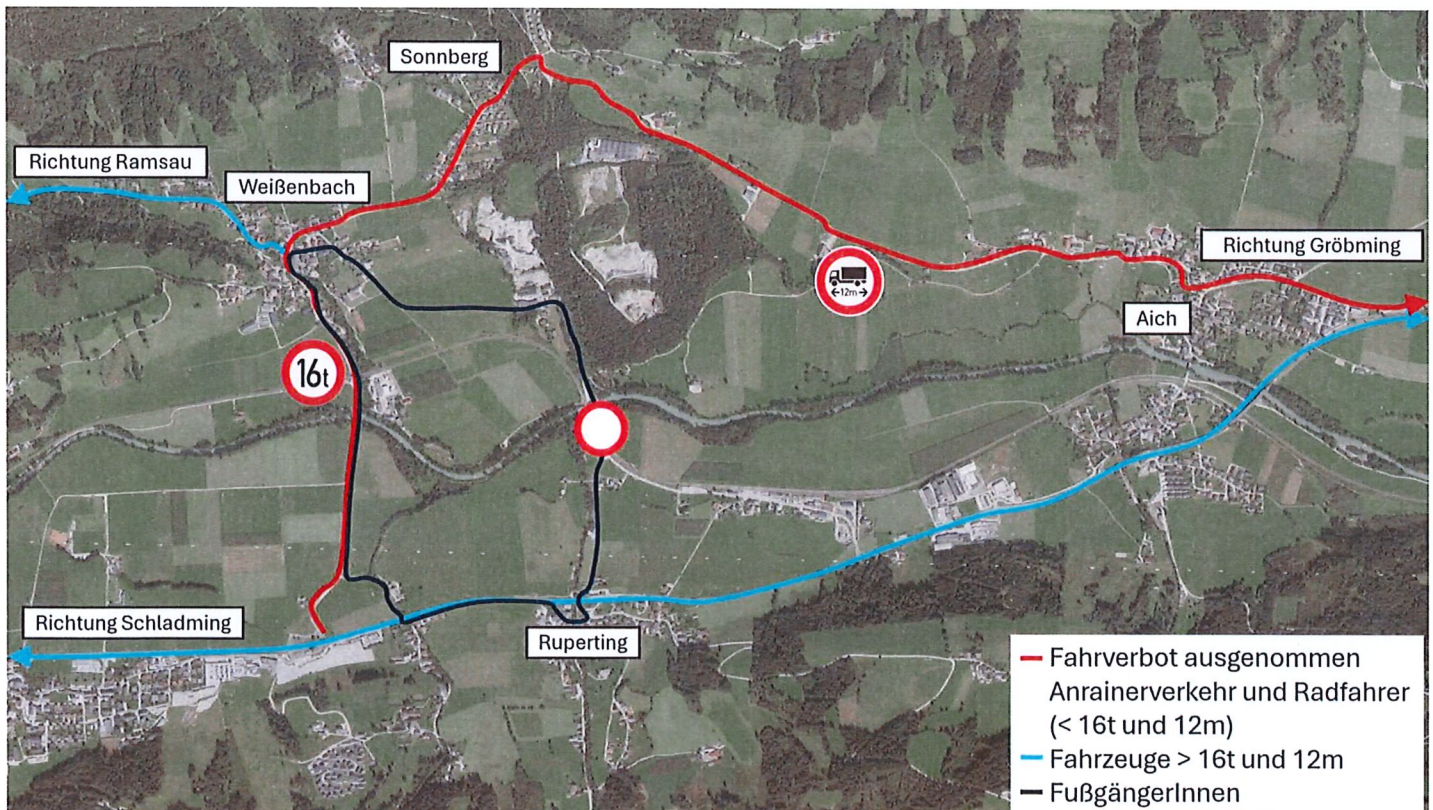 Sonnberg
Richtung Ramsau
Weißenbach
Richtung Gröbming
←12m→
Aich
16t
Richtung Schladming
Ruperting
Fahrverbot ausgenommen
Anrainerverkehr und Radfahrer
(< 16t und 12m)
Fahrzeuge > 16t und 12m
FußgängerInnen